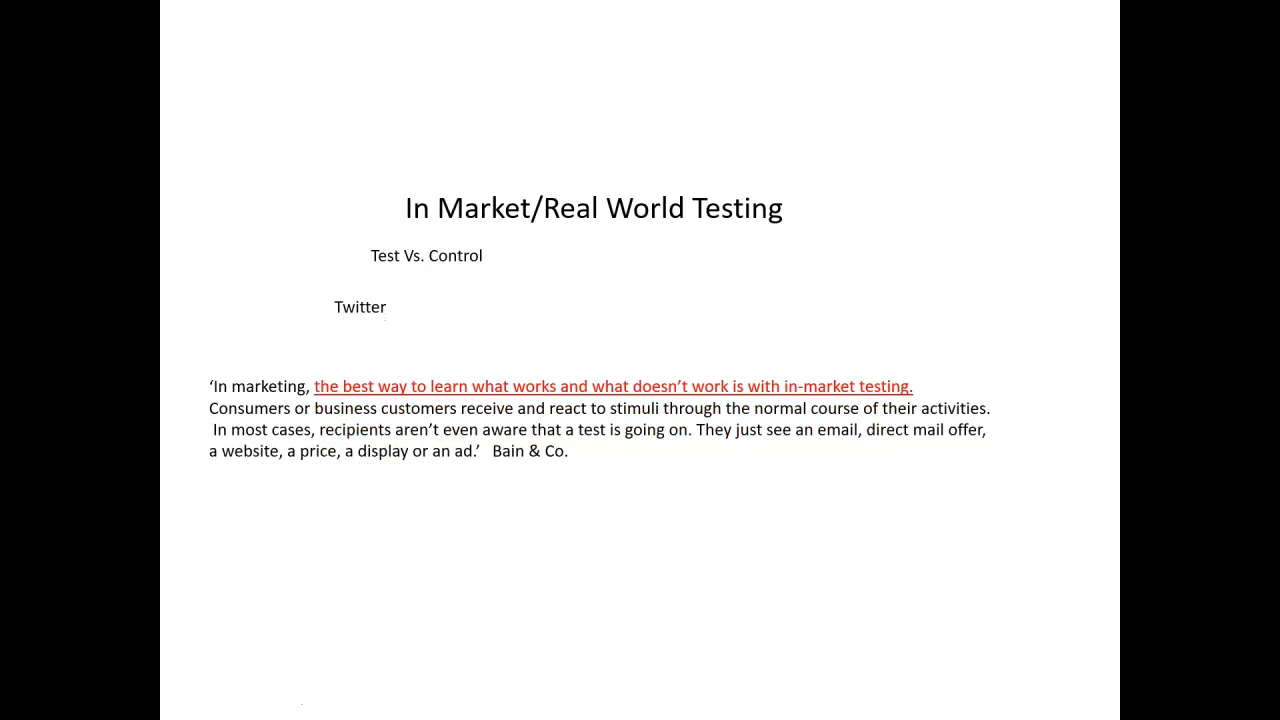 In Market/Real World Testing
Test Vs. Control
Twitter
‘In marketing, the best way to learn what works and what doesn’t work is with in-market testing.
Consumers or business customers receive and react to stimuli through the normal course of their activities.
In most cases, recipients aren’t even aware that a test is going on. They just see an email, direct mail offer,
a website, a price, a display or an ad.’ Bain & Co.